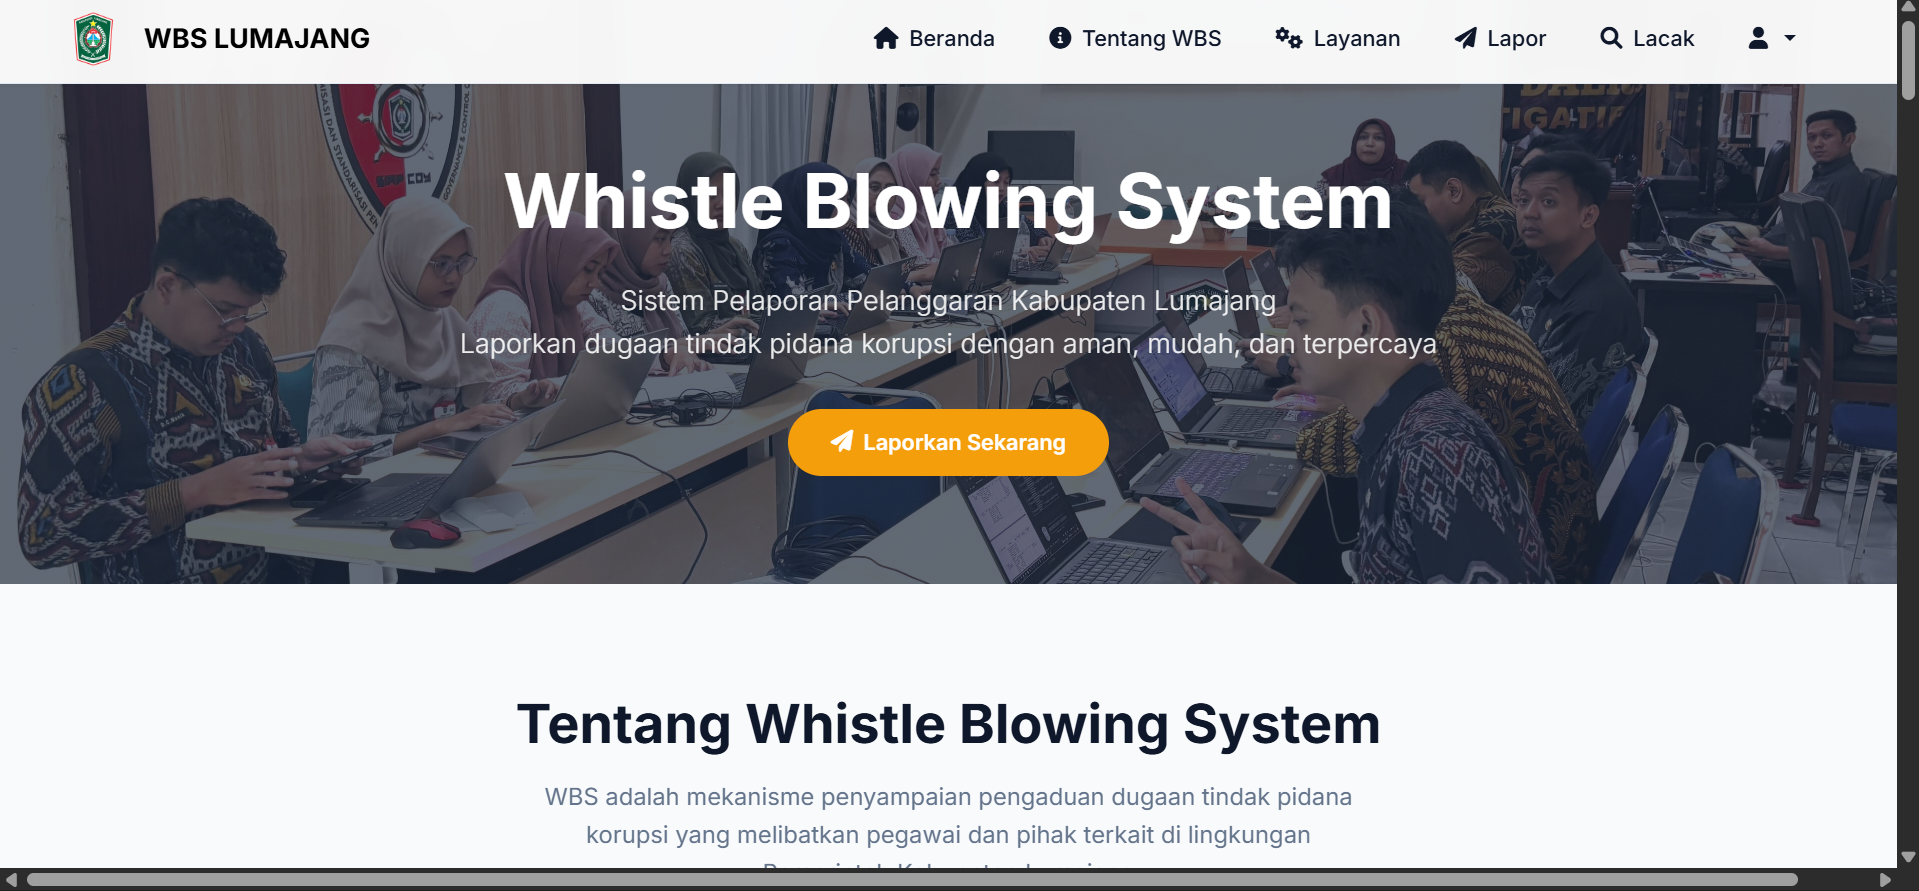 WBS LUMAJANG
Beranda
Tentang WBS
Layanan
Lapor
Lacak
Whistle Blowing System
Sistem Pelaporan Pelanggaran Kabupaten Lumajang
Laporkan dugaan tindak pidana korupsi dengan aman, mudah, dan terpercaya
Laporkan Sekarang
Tentang Whistle Blowing System
WBS adalah mekanisme penyampaian pengaduan dugaan tindak pidana
korupsi yang melibatkan pegawai dan pihak terkait di lingkungan